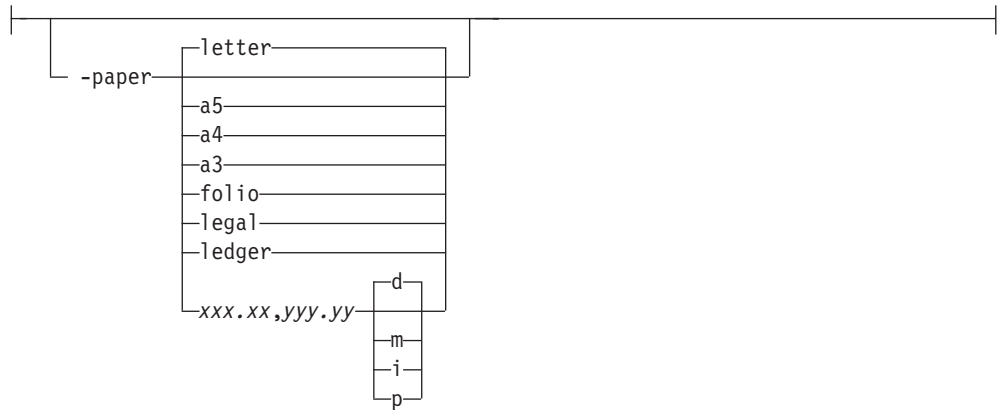 letter
-paper
a5
a4
a3
folio
legal
ledger
d
xxx.xx,yyy.yy
m
i
p